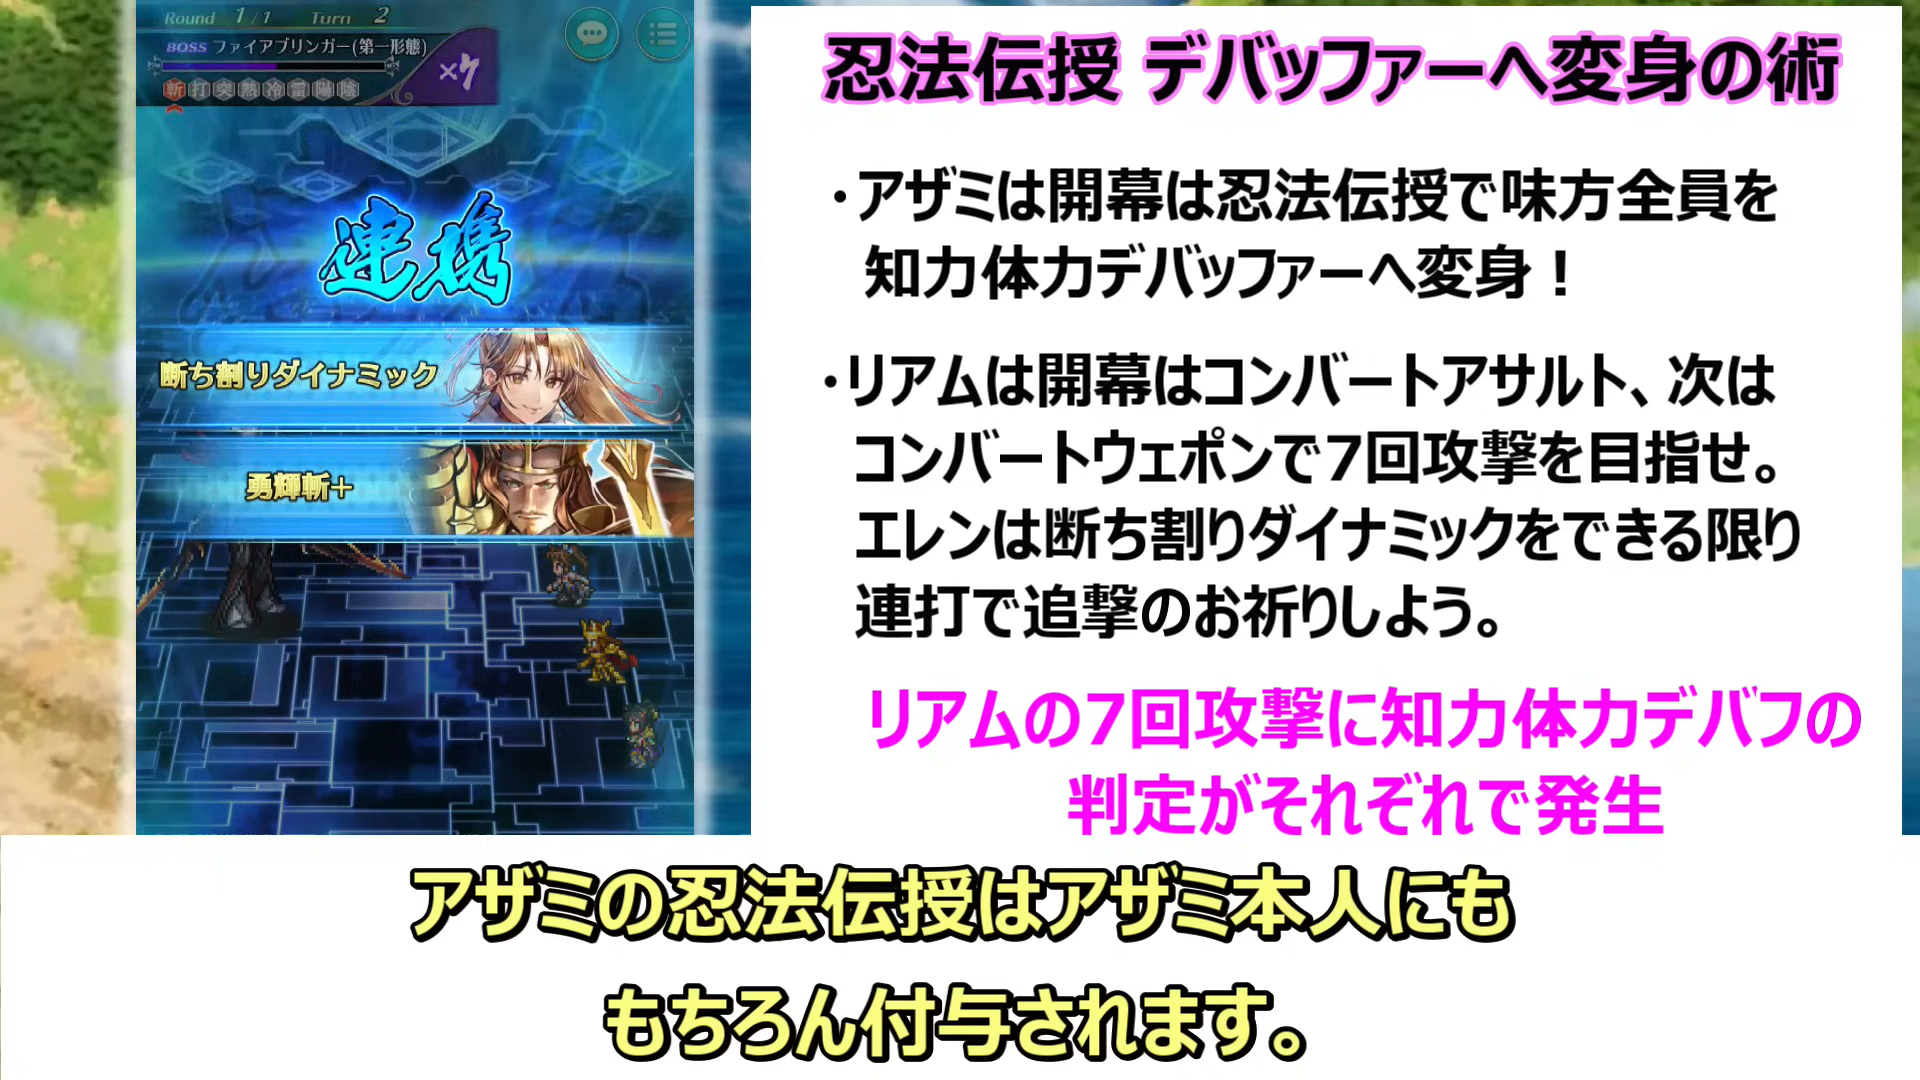 Round 1/1 Turn 2
BOSS ファイアブリンガー(第一形態)
×7
斬打突熱冷雷陽陰
連携
断ち割りダイナミック
勇輝斬+
忍法伝授 デバッファーへ変身の術
・アザミは開幕は忍法伝授で味方全員を
知力体力デバッファーへ変身！
・リアムは開幕はコンバートアサルト、次は
コンバートウェポンで7回攻撃を目指せ。
エレンは断ち割りダイナミックをできる限り
連打で追撃のお祈りしよう。
リアムの7回攻撃に知力体力デバフの
判定がそれぞれで発生
アザミの忍法伝授はアザミ本人にも
もちろん付与されます。